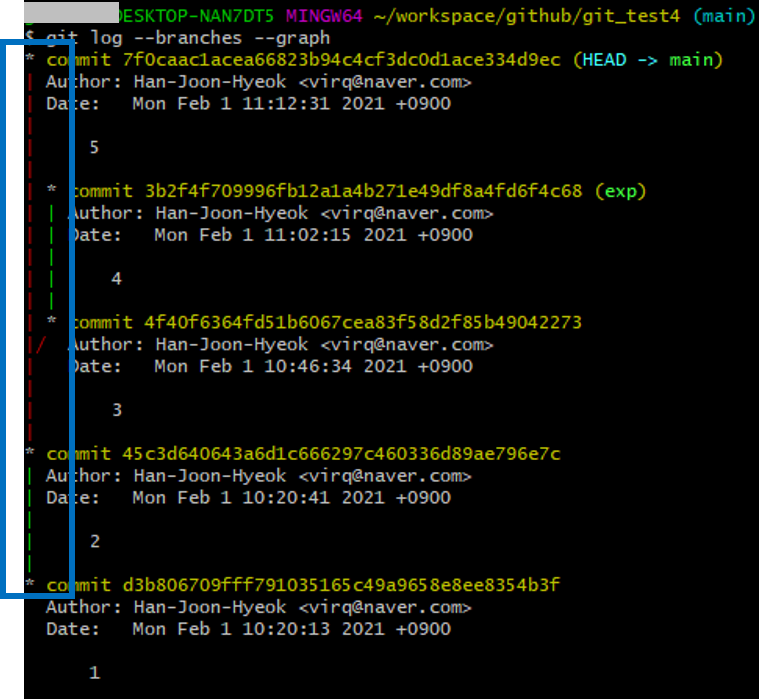 DESKTOP-NAN7DT5 MINGW64 ~/workspace/github/git_test4 (main)
$ git log --branches --graph
* commit 7f0caac1acea66823b94c4cf3dc0d1ace334d9ec (HEAD -> main)
| Author: Han-Joon-Hyeok <virq@naver.com>
| Date:   Mon Feb 1 11:12:31 2021 +0900
|
|     5
|
| * commit 3b2f4f709996fb12a1a4b271e49df8a4fd6f4c68 (exp)
| | Author: Han-Joon-Hyeok <virq@naver.com>
| | Date:   Mon Feb 1 11:02:15 2021 +0900
| |
| |     4
| |
| * commit 4f40f6364fd51b6067cea83f58d2f85b49042273
|/  Author: Han-Joon-Hyeok <virq@naver.com>
|   Date:   Mon Feb 1 10:46:34 2021 +0900
|
|       3
|
* commit 45c3d640643a6d1c666297c460336d89ae796e7c
| Author: Han-Joon-Hyeok <virq@naver.com>
| Date:   Mon Feb 1 10:20:41 2021 +0900
|
|     2
|
* commit d3b806709fff791035165c49a9658e8ee8354b3f
  Author: Han-Joon-Hyeok <virq@naver.com>
  Date:   Mon Feb 1 10:20:13 2021 +0900

      1